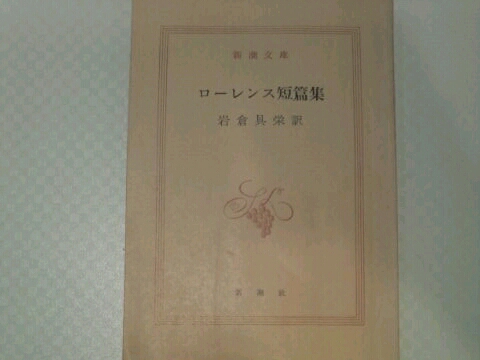 新潮文庫
ローレンス短篇集
岩倉具栄訳
新潮社